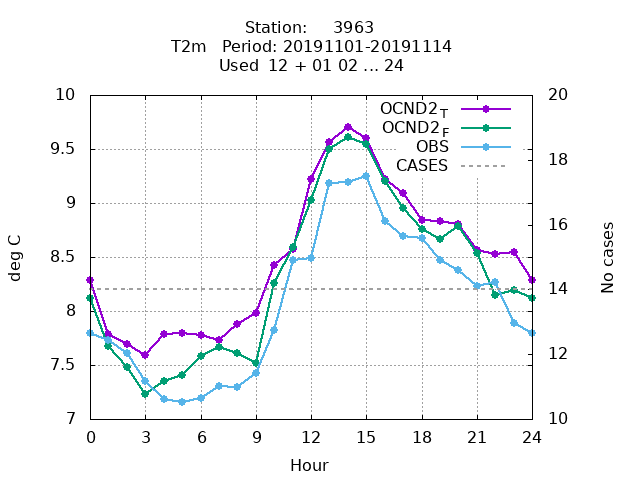 Station: 3963
T2m Period: 20191101-20191114
Used 12 + 01 02 ... 24
10
9.5
9
8.5
8
7.5
7
deg C
20
18
16
14
12
10
No cases
OCND2T
OCND2F
OBS
CASES
0 3 6 9 12 15 18 21 24
Hour